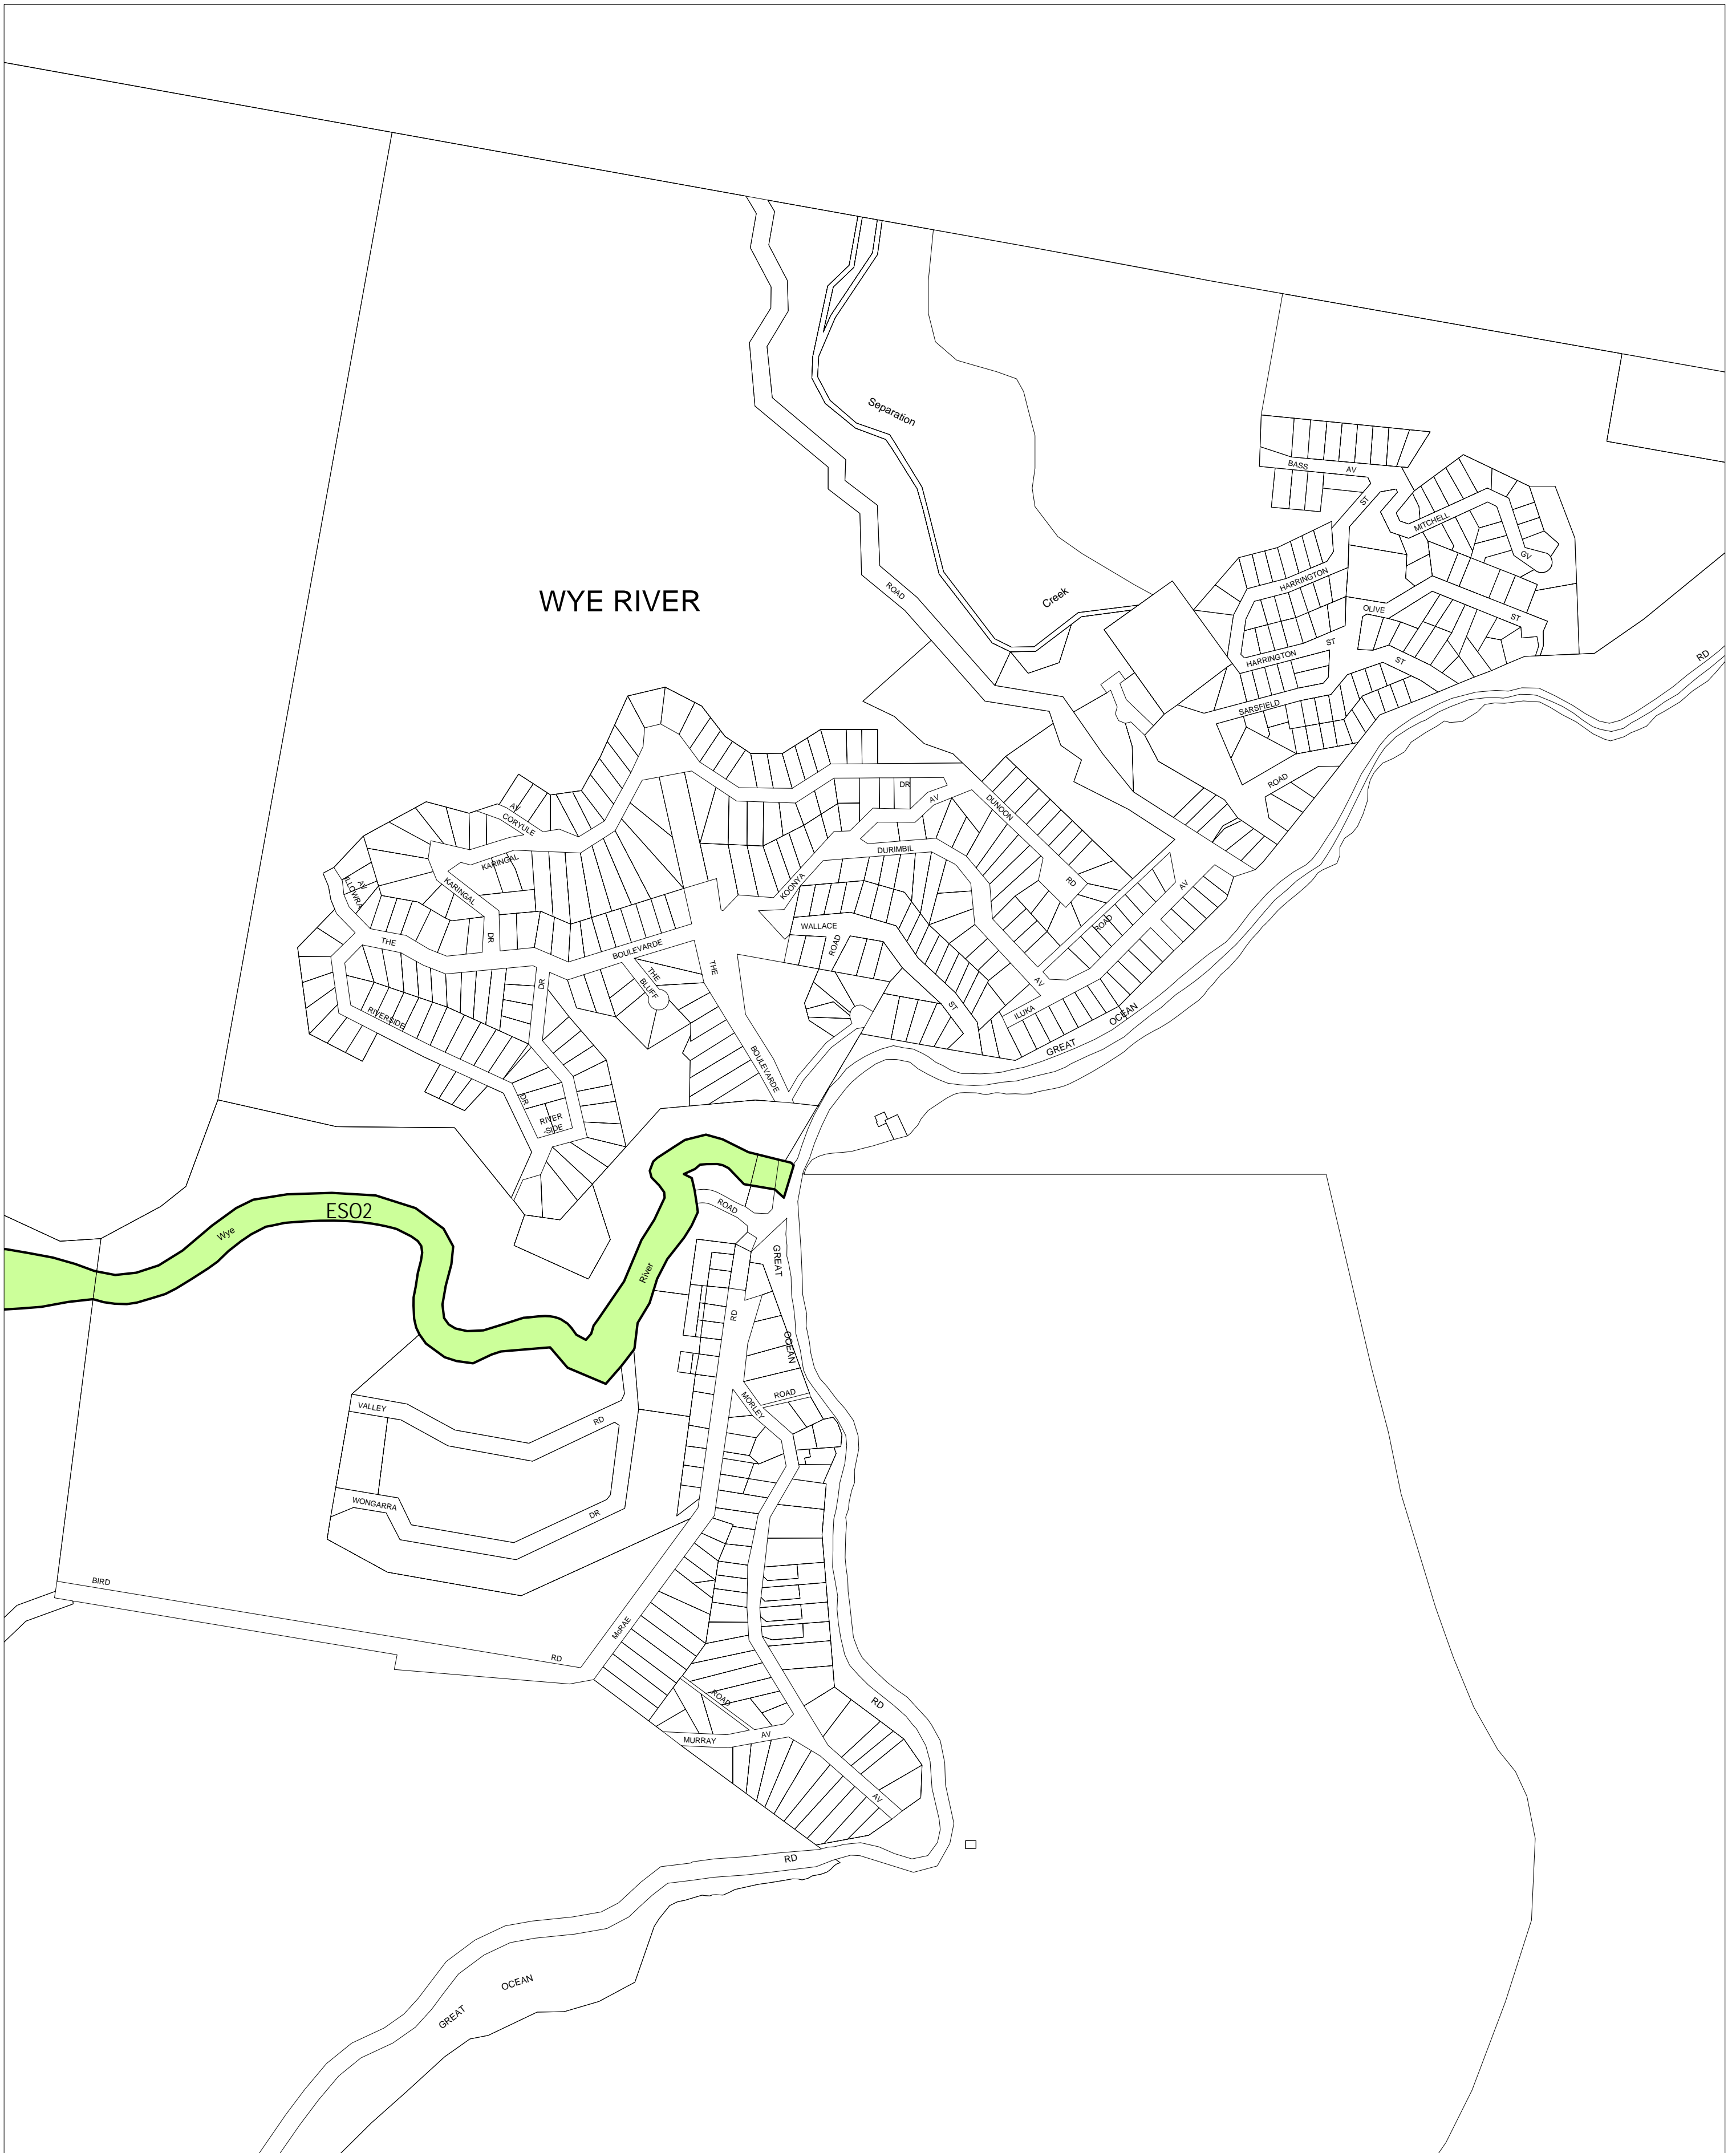 Separation
BASS
AV
ST
MITCHELL
GV
Creek
ROAD
WYE RIVER
HARRINGTON
OLIVE
ST
ST
HARRINGTON
ST
RD
SARSFIELD
ROAD
DR
AV
DUNOON
AV
CORYULE
DURIMBIL
KARINGAL
KARINGAL
KOONYA
RD
AV
ILLOWRA
AV
WALLACE
ROAD
ROAD
THE
DR
BOULEVARDE
THE
THE
BLUFF
DR
AV
ST
ILUKA
OCEAN
GREAT
RIVERSIDE
BOULEVARDE
DR
RIVER
-SIDE
ESO2
Wye
ROAD
GREAT
River
RD
OCEAN
ROAD
MORLEY
VALLEY
RD
WONGARRA
DR
BIRD
McRAE
RD
ROAD
RD
MURRAY
AV
AV
RD
OCEAN
GREAT